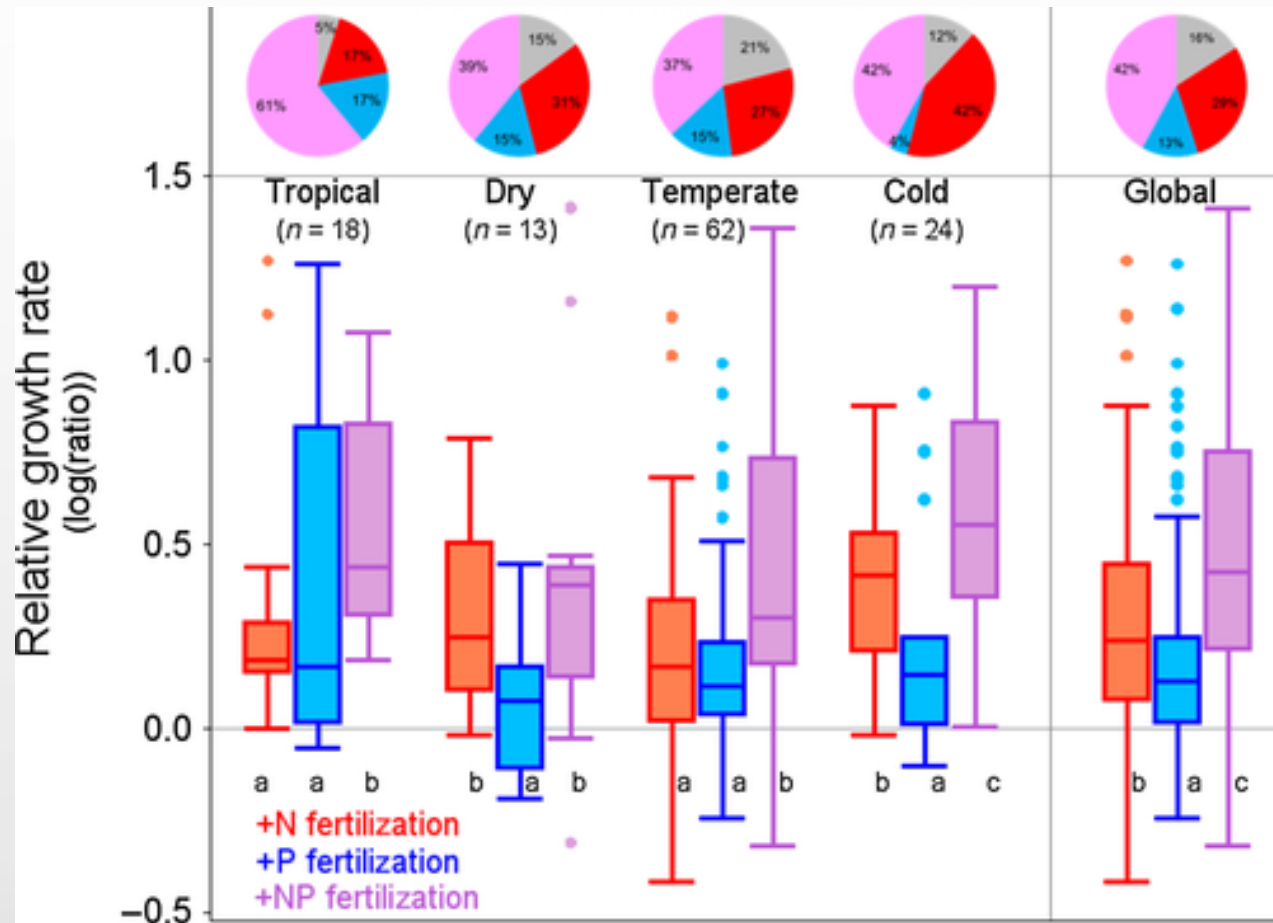 5%
17%
17%
61%
15%
31%
15%
39%
21%
27%
15%
37%
12%
42%
4%
42%
16%
29%
13%
42%
Relative growth rate
(log(ratio))
1.5
1.0
0.5
0.0
–0.5
Tropical
(n = 18)
Dry
(n = 13)
Temperate
(n = 62)
Cold
(n = 24)
Global
a a b
b a b
a a b
b a c
b a c
+N fertilization
+P fertilization
+NP fertilization